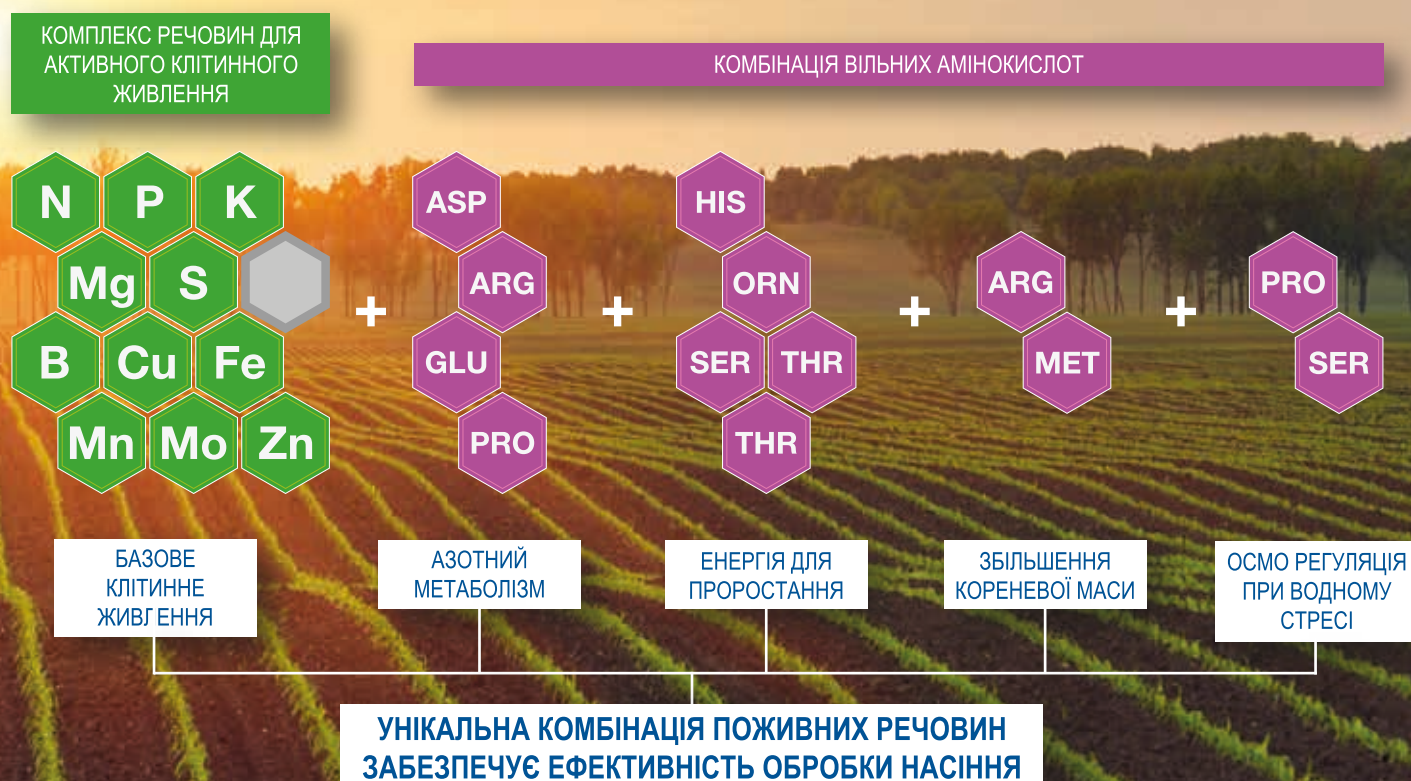 КОМПЛЕКС РЕЧОВИН ДЛЯ
АКТИВНОГО КЛІТИННОГО
ЖИВЛЕННЯ
КОМБІНАЦІЯ ВІЛЬНИХ АМІНОКИСЛОТ
N P K
Mg S
B Cu Fe
Mn Mo Zn
+
ASP
ARG
GLU
PRO
+
HIS
ORN
SER THR
THR
+
ARG
MET
+
PRO
SER
БАЗОВЕ
КЛІТИННЕ
ЖИВЛЕННЯ
АЗОТНИЙ
МЕТАБОЛІЗМ
ЕНЕРГІЯ ДЛЯ
ПРОРОСТАННЯ
ЗБІЛЬШЕННЯ
КОРЕНЕВОЇ МАСИ
ОСМО РЕГУЛЯЦІЯ
ПРИ ВОДНОМУ
СТРЕСІ
УНІКАЛЬНА КОМБІНАЦІЯ ПОЖИВНИХ РЕЧОВИН
ЗАБЕЗПЕЧУЄ ЕФЕКТИВНІСТЬ ОБРОБКИ НАСІННЯ